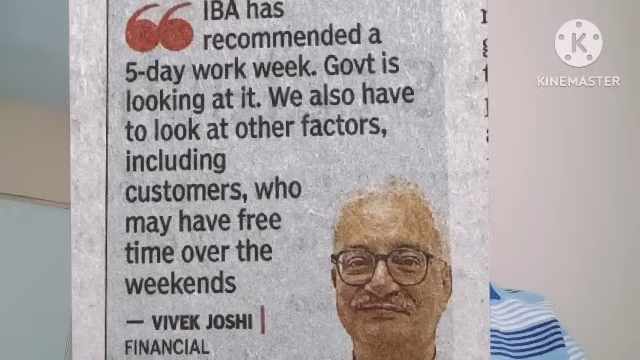 IBA has
recommended a
5-day work week. Govt is
looking at it. We also have
to look at other factors,
including
customers, who
may have free
time over the
weekends
— VIVEK JOSHI |
FINANCIAL
K
KINEMASTER